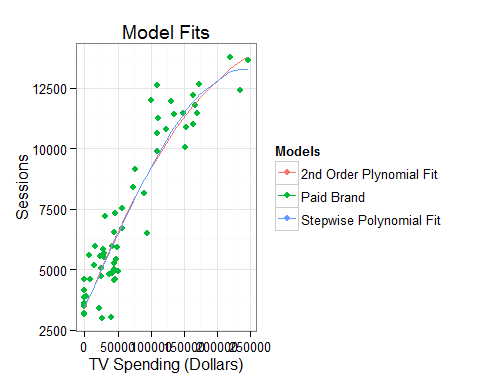 Model Fits
12500
10000
7500
5000
2500
Sessions
0 50000 100000 150000 200000 250000
TV Spending (Dollars)
Models
2nd Order Plynomial Fit
Paid Brand
Stepwise Polynomial Fit